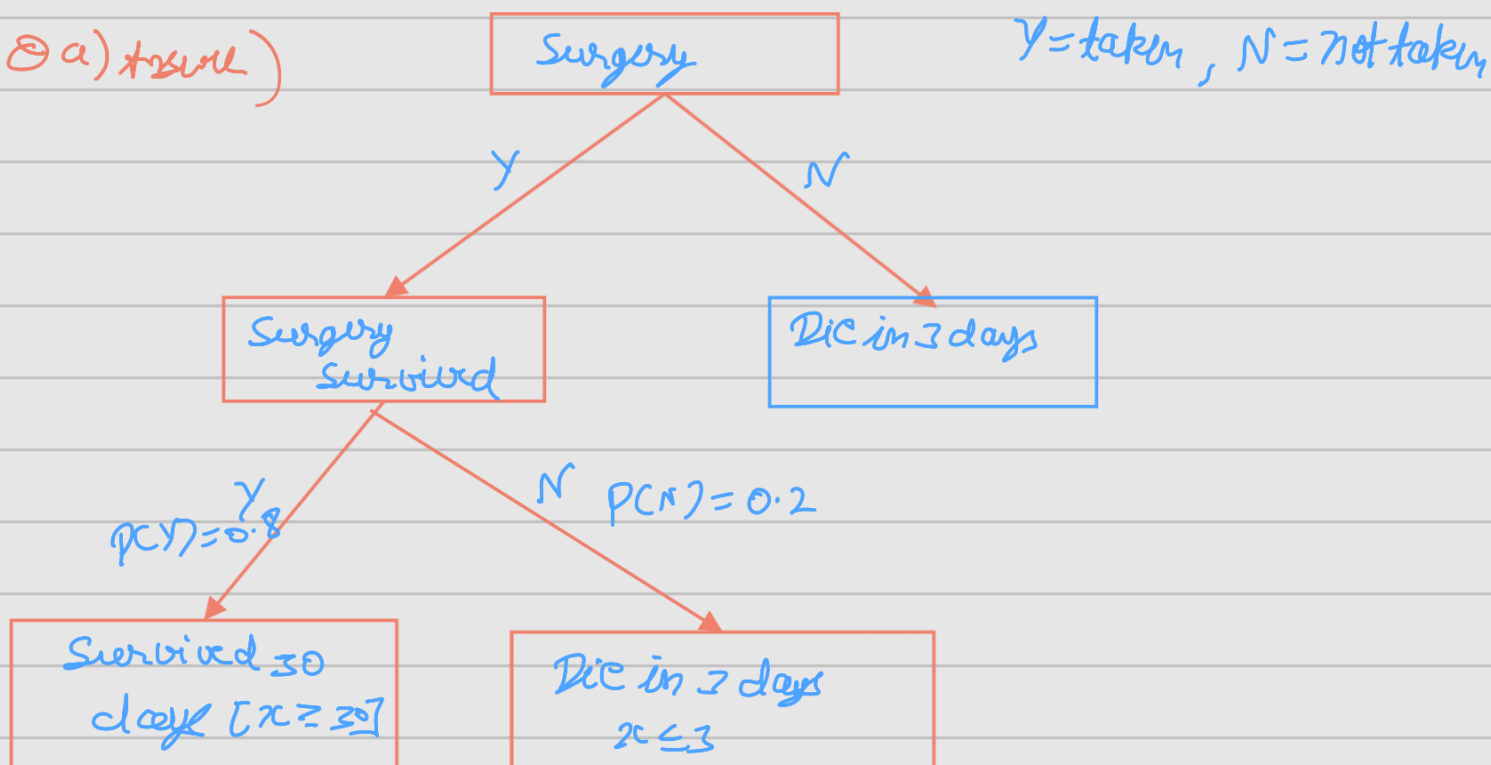 a) Answer)
Surgery
Y=taken, N=not taken
Y
N
Surgery
survived
Die in 3 days
Y
P(Y)=0.8
N
P(N)=0.2
Survived 30
days [x≥30]
Die in 3 days
x≤3